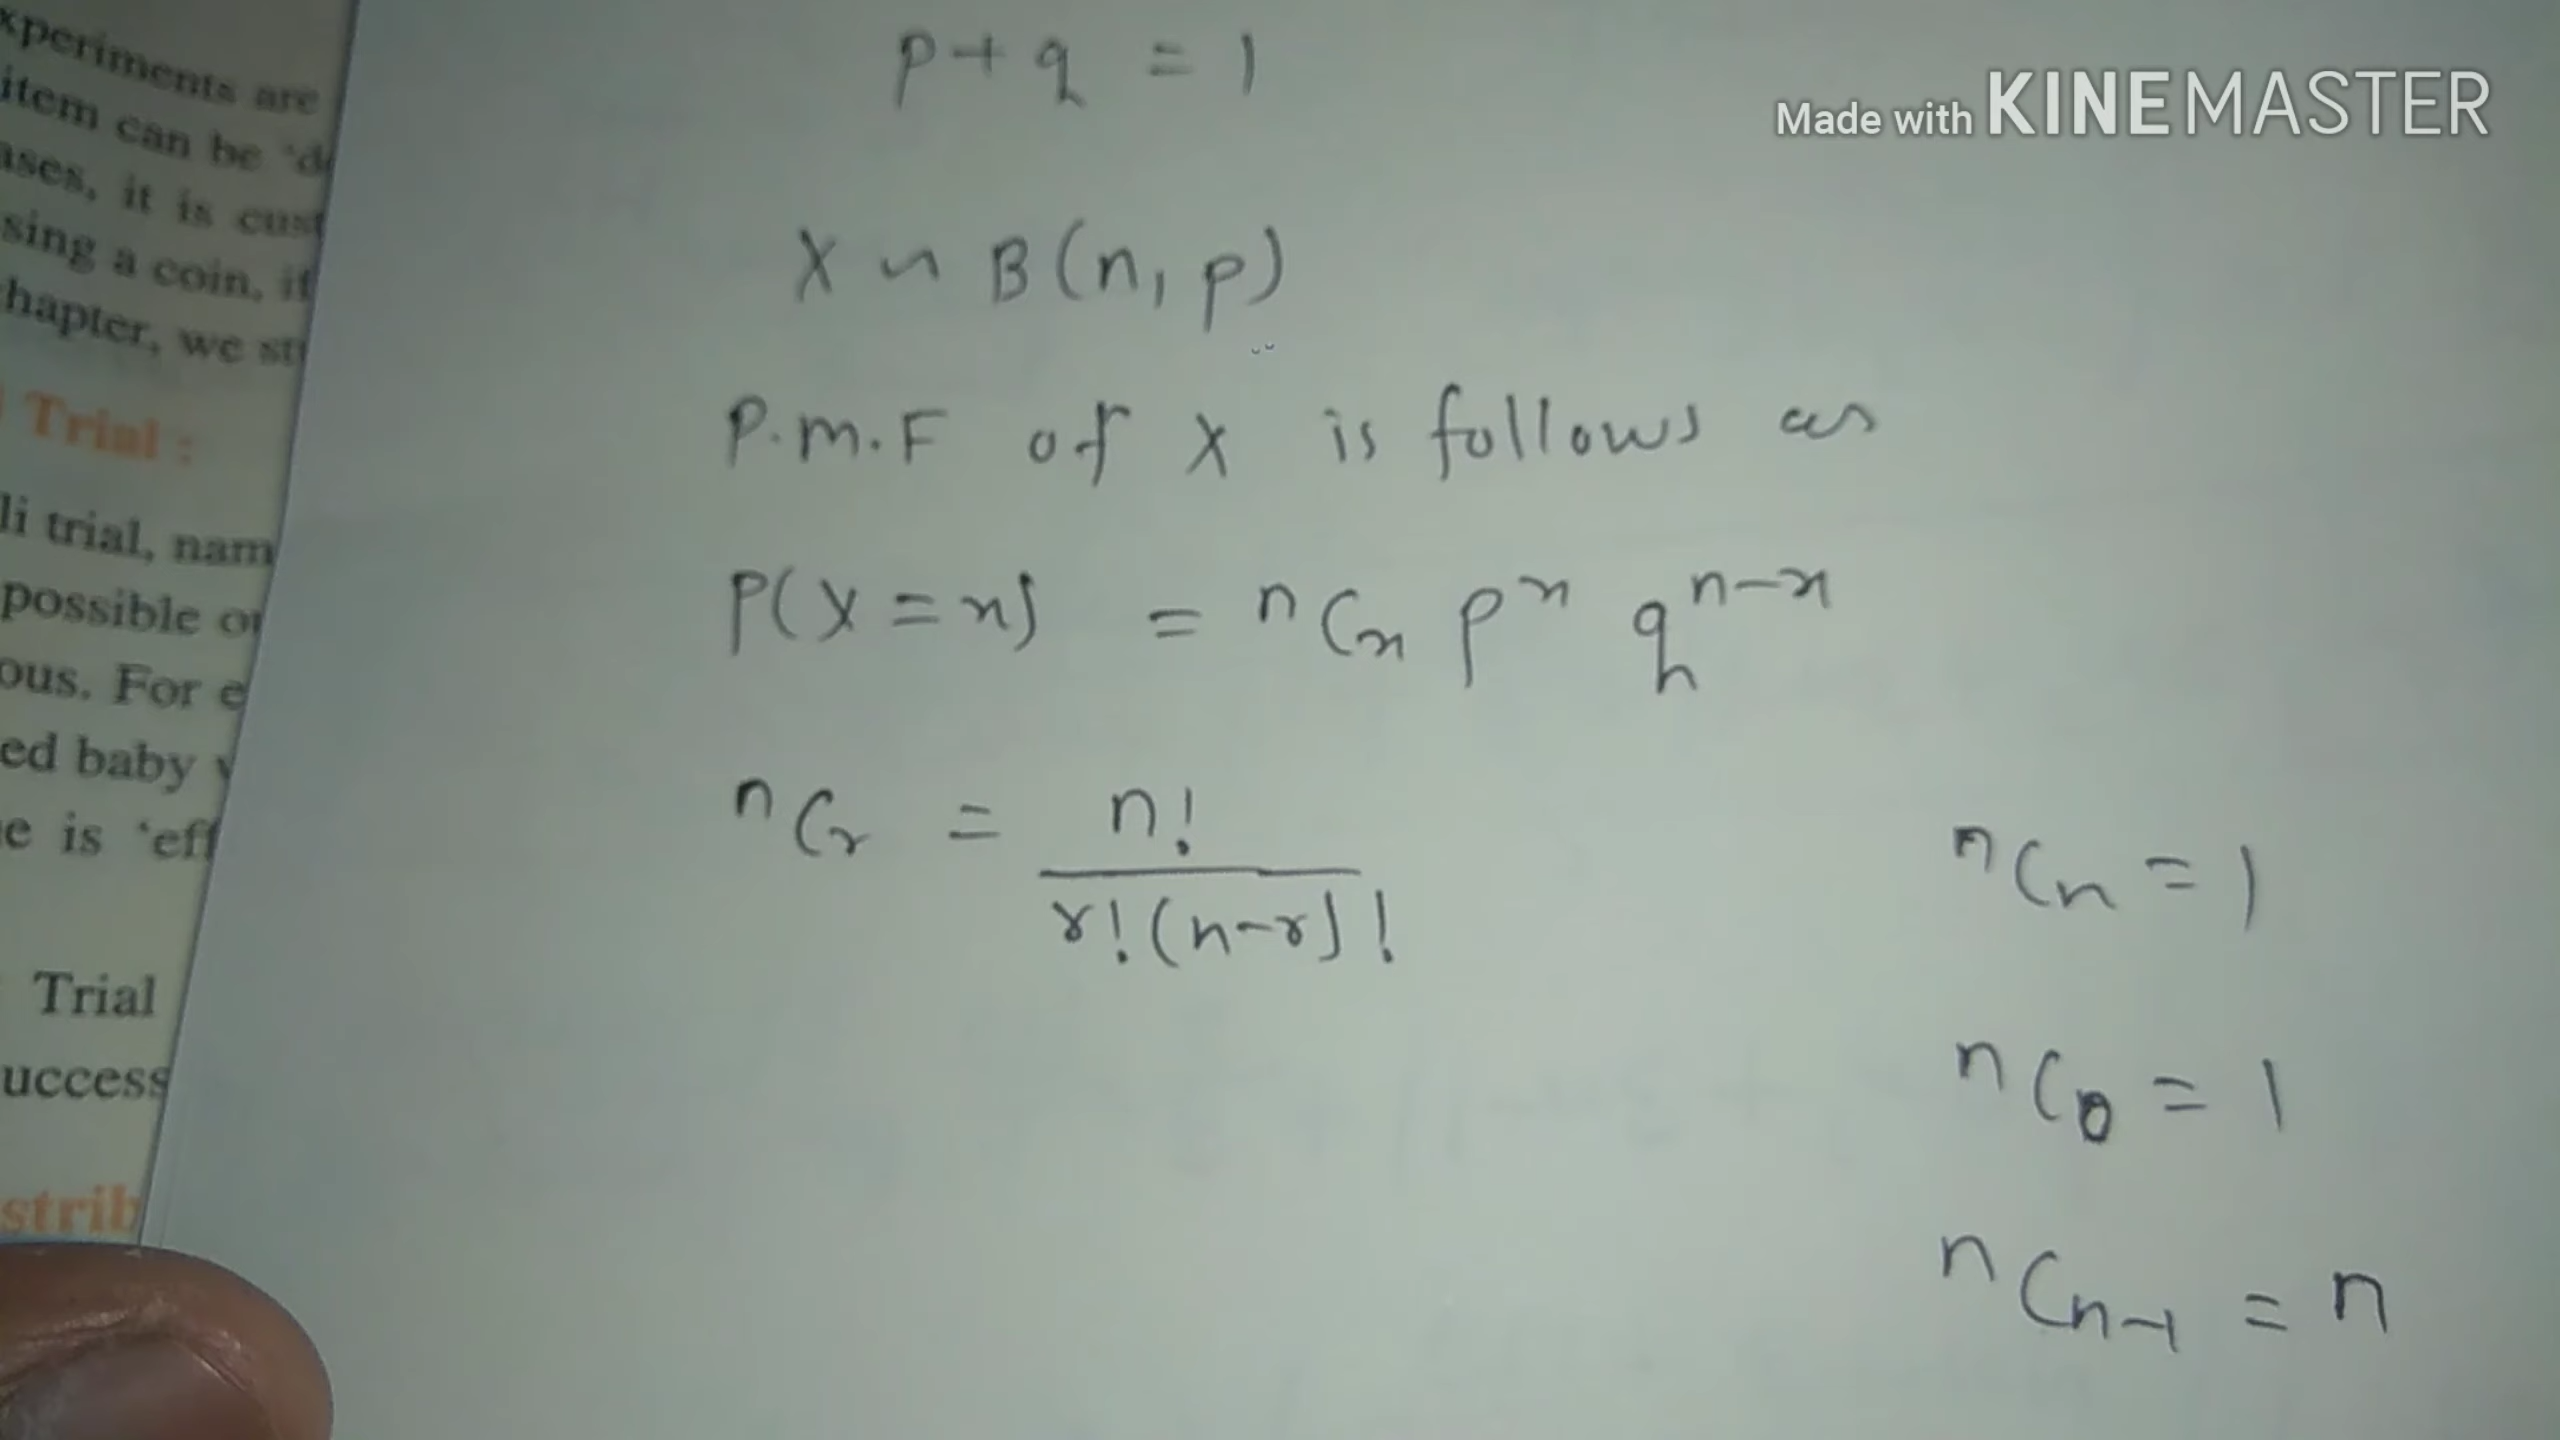 xperiments are
item can be 'd
ases, it is cust
sing a coin, if
hapter, we st
Trial :
li trial, nam
possible
ous. For e
ed baby
e is 'eff
Trial
uccess
strib
p + q = 1
Made with KINEMASTER
X ~ B(n, p)
P.m.F of X is follows as
P(X = x) = ⁿCₓ pˣ qⁿ⁻ˣ
ⁿCᵣ = n! / r!(n-r)!
ⁿCₙ = 1
ⁿC₀ = 1
ⁿCₙ₋₁ = n